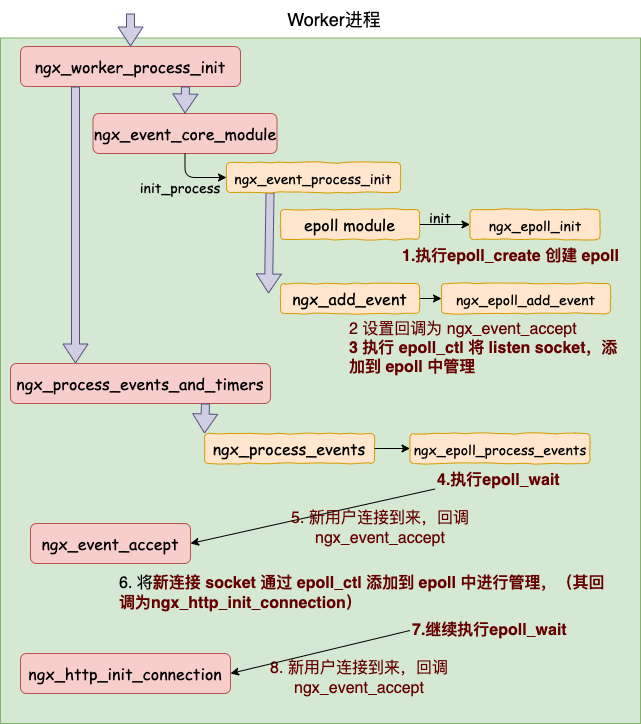 Worker进程
ngx_worker_process_init
ngx_event_core_module
init_process
ngx_event_process_init
epoll module
init
ngx_epoll_init
1.执行epoll_create 创建 epoll
ngx_add_event
ngx_epoll_add_event
2 设置回调为 ngx_event_accept
3 执行 epoll_ctl 将 listen socket，添
加到 epoll 中管理
ngx_process_events_and_timers
ngx_process_events
ngx_epoll_process_events
4.执行epoll_wait
5. 新用户连接到来，回调
ngx_event_accept
ngx_event_accept
6. 将新连接 socket 通过 epoll_ctl 添加到 epoll 中进行管理，（其回
调为ngx_http_init_connection）
7.继续执行epoll_wait
ngx_http_init_connection
8. 新用户连接到来，回调
ngx_event_accept